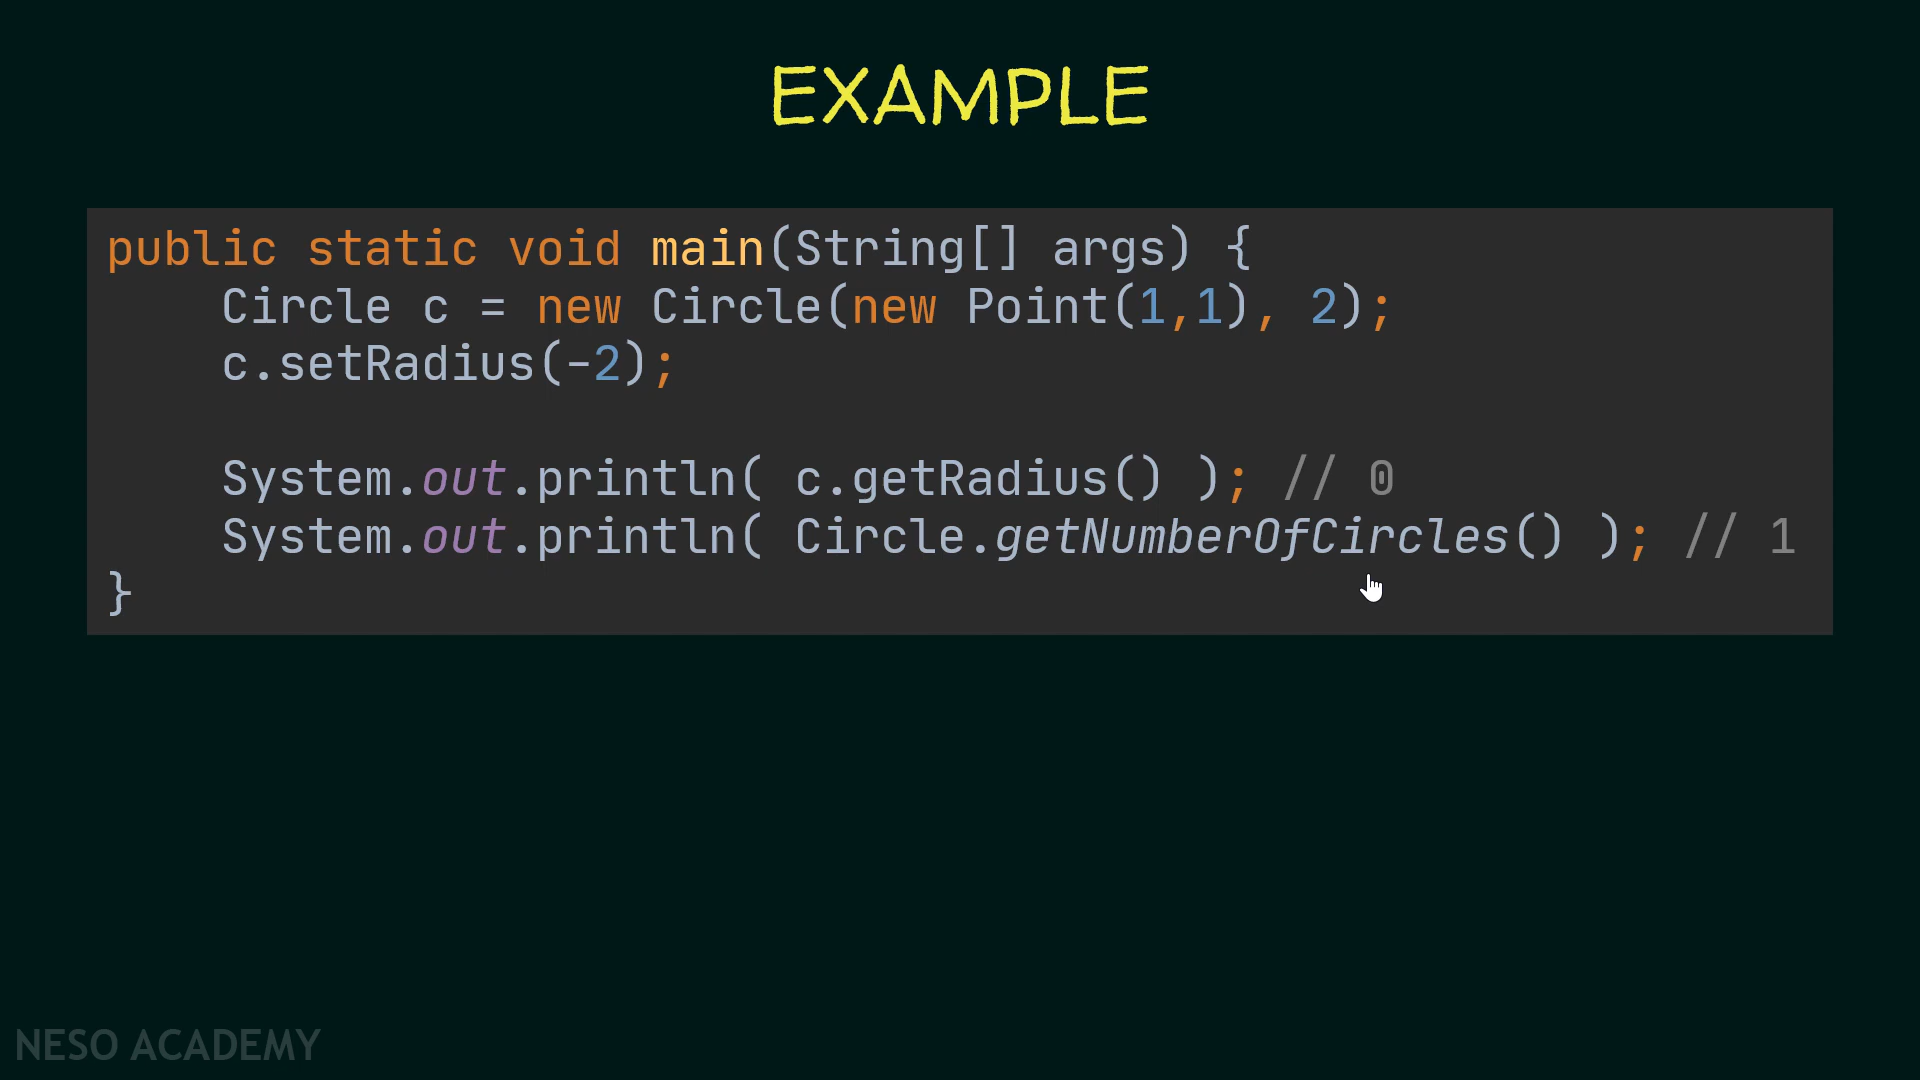 EXAMPLE
public static void main(String[] args) {
    Circle c = new Circle(new Point(1,1), 2);
    c.setRadius(-2);
    System.out.println( c.getRadius() ); // 0
    System.out.println( Circle.getNumberOfCircles() ); // 1
}
NESO ACADEMY